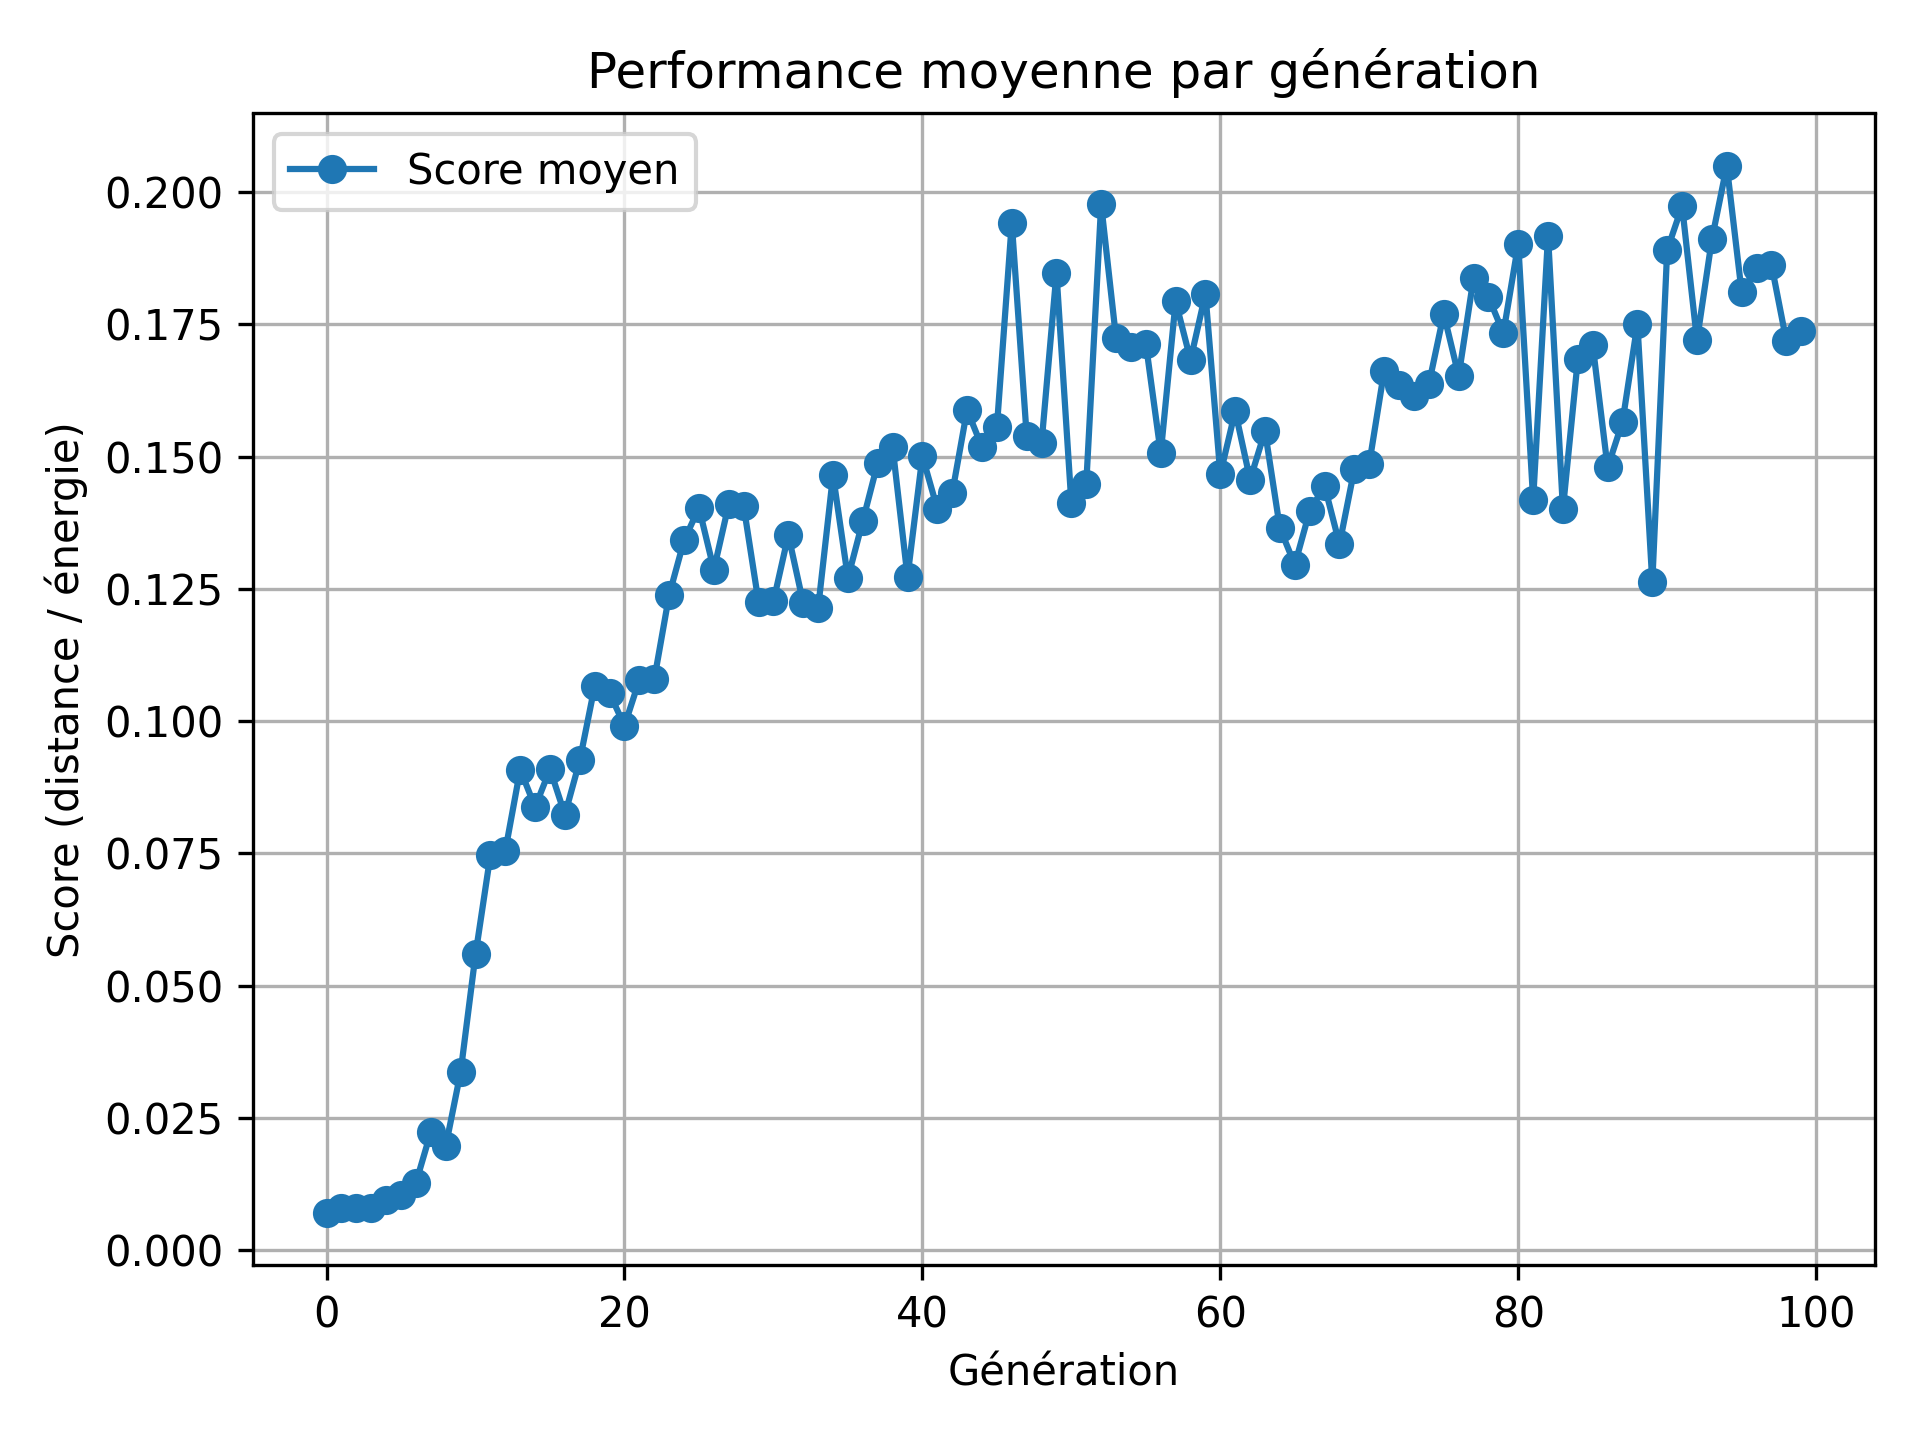 Performance moyenne par génération
Score moyen
0.200
0.175
0.150
0.125
0.100
0.075
0.050
0.025
0.000
Score (distance / énergie)
0 20 40 60 80 100
Génération